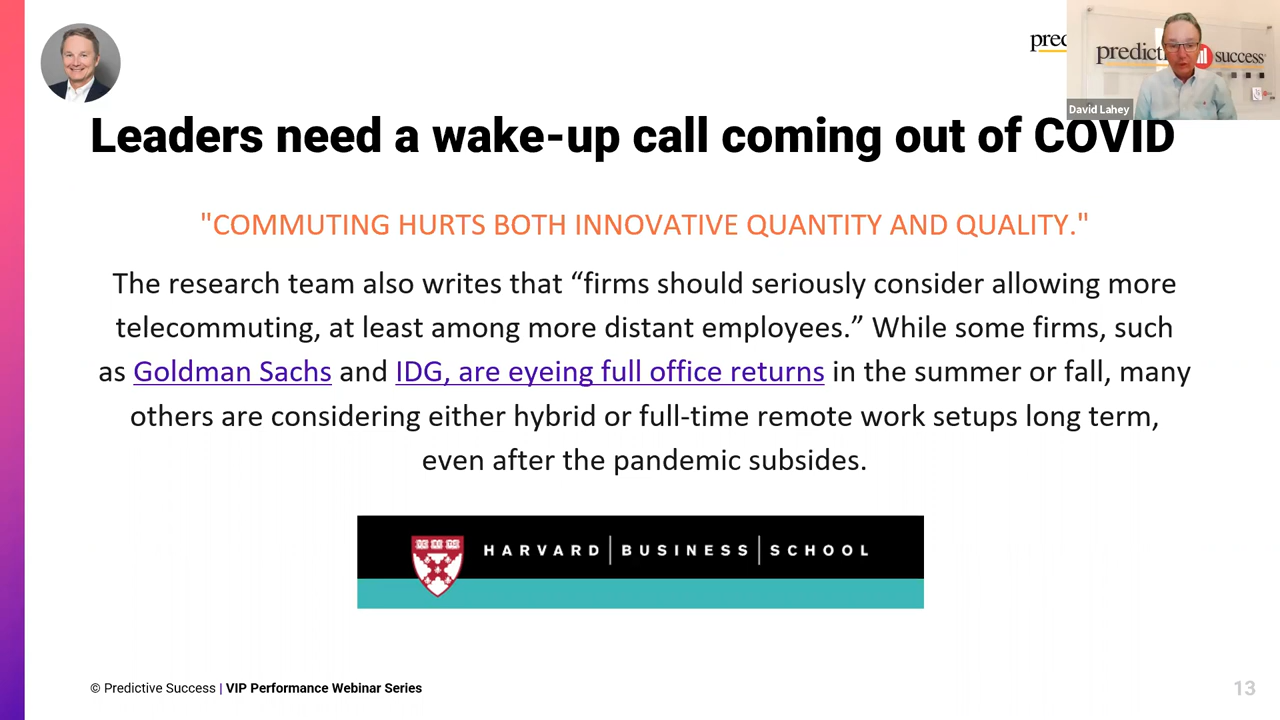 prec
predict success
David Lahey
Leaders need a wake-up call coming out of COVID
"COMMUTING HURTS BOTH INNOVATIVE QUANTITY AND QUALITY."
The research team also writes that “firms should seriously consider allowing more
telecommuting, at least among more distant employees.” While some firms, such
as Goldman Sachs and IDG, are eyeing full office returns in the summer or fall, many
others are considering either hybrid or full-time remote work setups long term,
even after the pandemic subsides.
HARVARD BUSINESS SCHOOL
© Predictive Success | VIP Performance Webinar Series
13